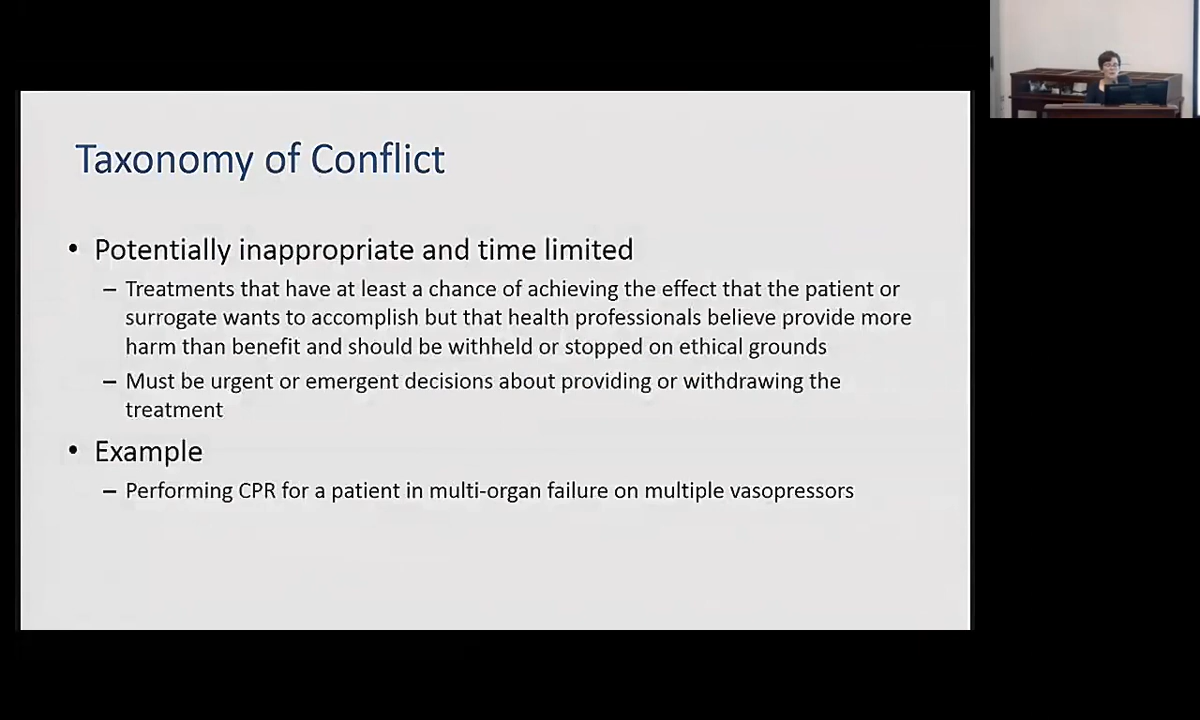 Taxonomy of Conflict
• Potentially inappropriate and time limited
– Treatments that have at least a chance of achieving the effect that the patient or
surrogate wants to accomplish but that health professionals believe provide more
harm than benefit and should be withheld or stopped on ethical grounds
– Must be urgent or emergent decisions about providing or withdrawing the
treatment
• Example
– Performing CPR for a patient in multi-organ failure on multiple vasopressors